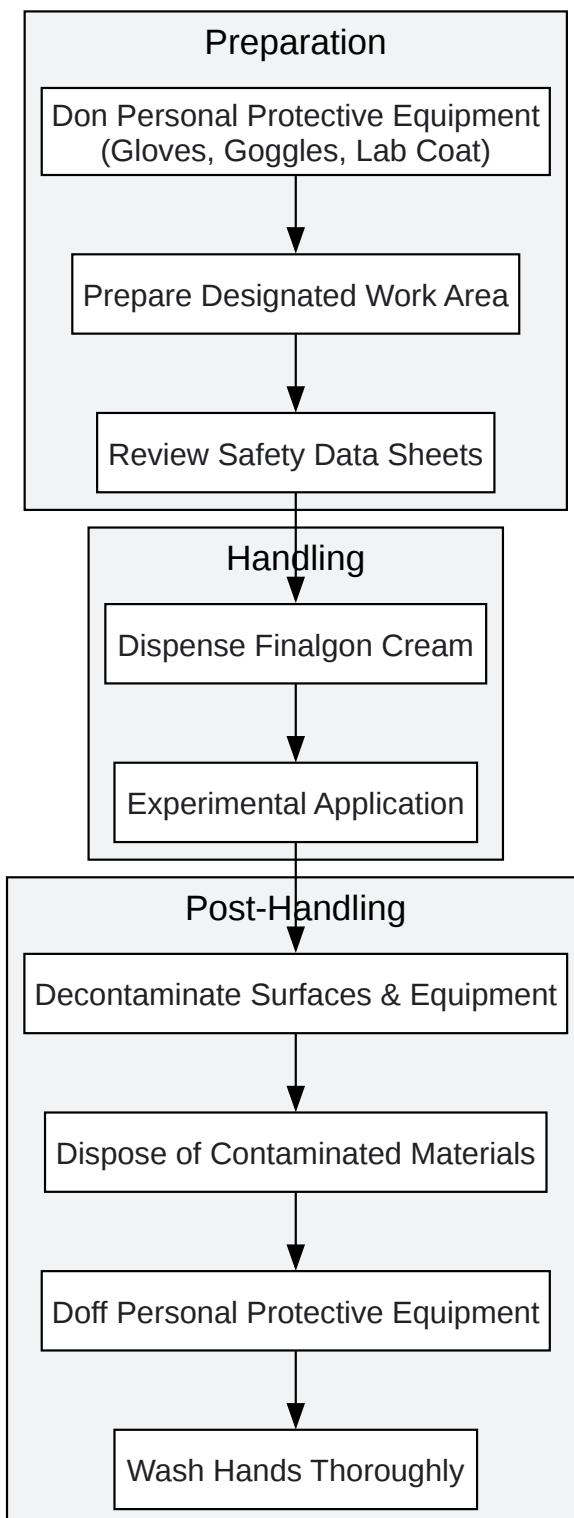 Preparation
Don Personal Protective Equipment
(Gloves, Goggles, Lab Coat)
Prepare Designated Work Area
Review Safety Data Sheets
Handling
Dispense Finalgon Cream
Experimental Application
Post-Handling
Decontaminate Surfaces & Equipment
Dispose of Contaminated Materials
Doff Personal Protective Equipment
Wash Hands Thoroughly